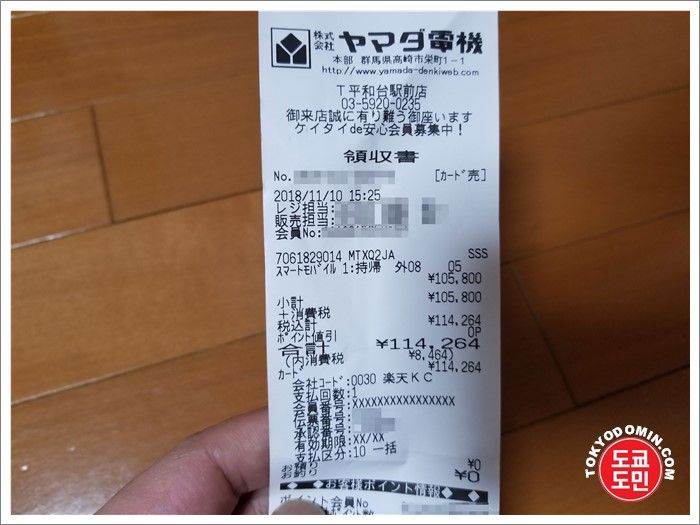 株式会社 ヤマダ電機
本部 群馬県高崎市栄町1-1
http://www.yamada-denkiweb.com
T平和台駅前店
03-5920-0235
御来店誠に有り難う御座います
ケイタイde安心会員募集中!
領収書
No. [カード売]
2018/11/10 15:25
レジ担当:
販売担当:
会員No:
7061829014 MTXQ2JA SSS
スマートモバイル 1:持帰 外08 05
¥105,800
小計 ¥105,800
+消費税
税込計 ¥114,264
ポイント値引 0P
合計 ¥114,264
(内消費税 ¥8,464)
カード ¥114,264
会社コード:0030 楽天KC
支払回数:1
会員番号:XXXXXXXXXXXXXXXX
伝票番号:
承認番号:
有効期限:XX/XX
支払区分:10 一括
お預り ¥0
お釣り ¥0
◆◆お客様ポイント情報◆
ポイント会員No
TOKYODOMIN.COM
도쿄
도민